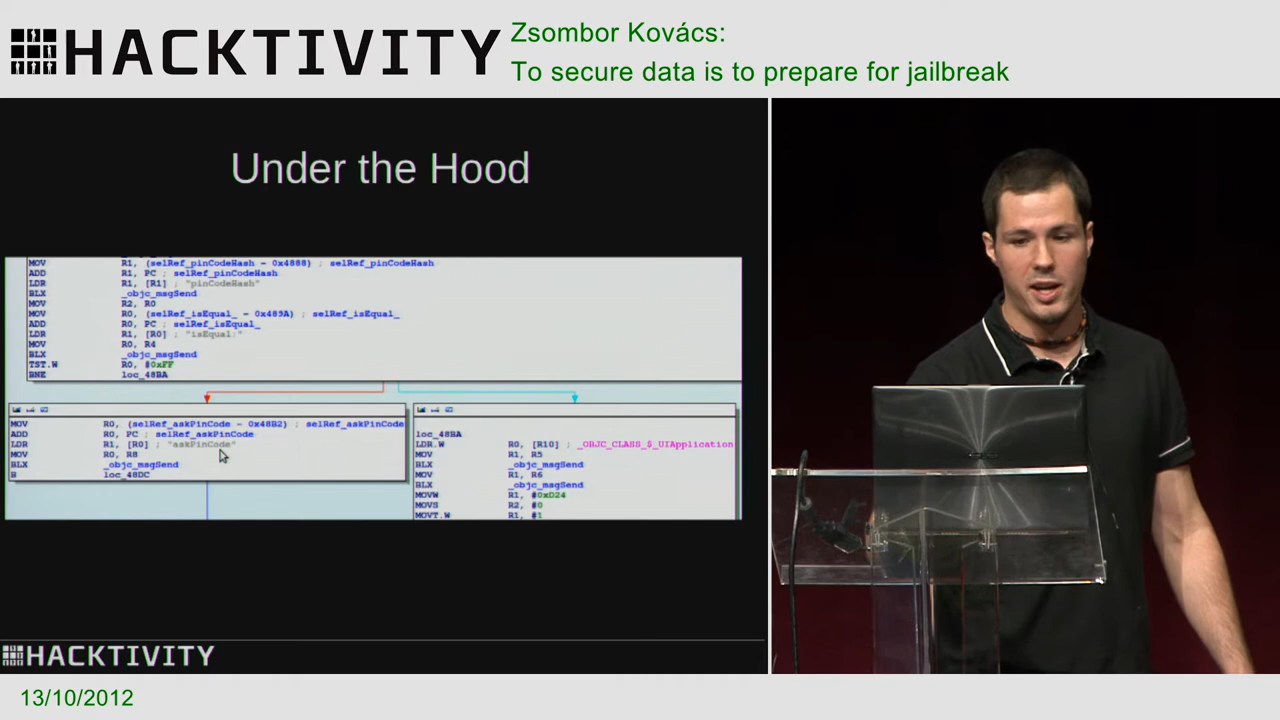 HACKTIVITY
Zsombor Kovács:
To secure data is to prepare for jailbreak
Under the Hood
MOV R1, (selRef_pinCodeHash - 0x4888) ; selRef_pinCodeHash
ADD R1, PC ; selRef_pinCodeHash
LDR R1, [R1] ; "pinCodeHash"
BLX _objc_msgSend
MOV R2, R0
MOV R0, (selRef_isEqual_ - 0x489A) ; selRef_isEqual_
ADD R0, PC ; selRef_isEqual_
LDR R1, [R0] ; "isEqual:"
MOV R0, R4
BLX _objc_msgSend
TST.W R0, #0xFF
BNE loc_48BA
MOV R0, (selRef_askPinCode - 0x48B2) ; selRef_askPinCode
ADD R0, PC ; selRef_askPinCode
LDR R1, [R0] ; "askPinCode"
MOV R0, R8
BLX _objc_msgSend
B loc_48DC
loc_48BA
LDR.W R0, [R10] ; _OBJC_CLASS_$_UIApplication
MOV R1, R5
BLX _objc_msgSend
MOV R1, R6
BLX _objc_msgSend
MOVW R1, #0xD24
MOVS R2, #0
MOVT.W R1, #1
HACKTIVITY
13/10/2012